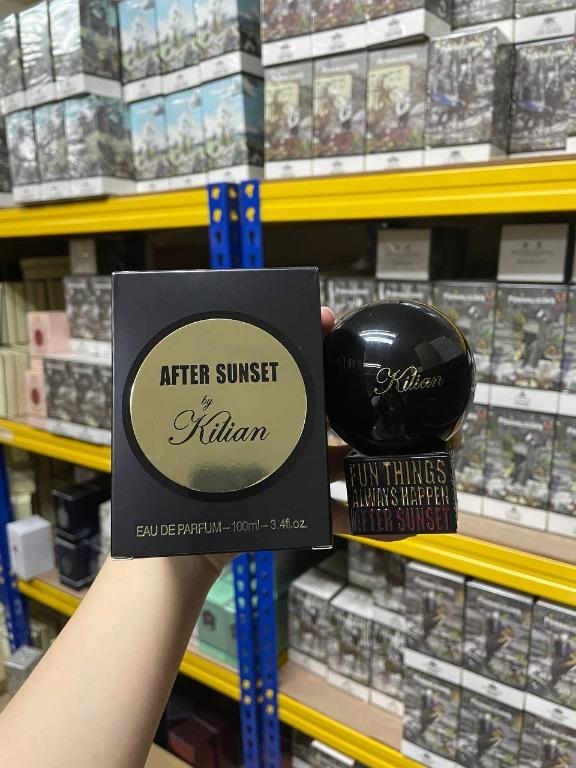 AFTER SUNSET
by
Kilian
EAU DE PARFUM – 100ml – 3.4fl.oz.
Kilian
FUN THINGS
ALWAYS HAPPEN
AFTER SUNSET